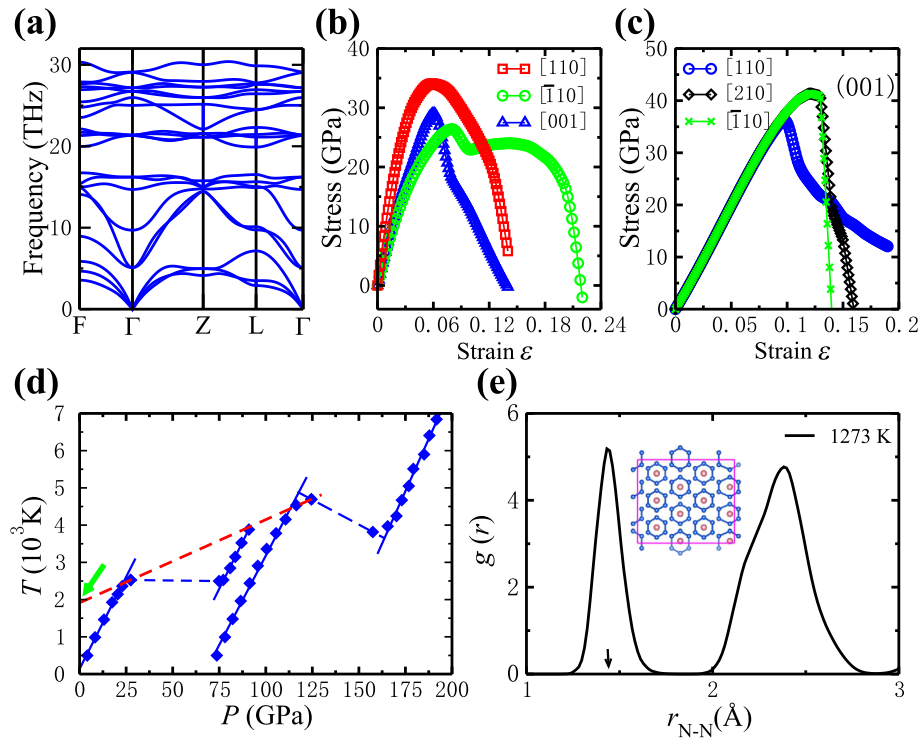 (a)
Frequency (THz)
30
20
10
0
F Γ Z L Γ
(b)
Stress (GPa)
40
30
20
10
0
[110]
[1̅10]
[001]
0 0.06 0.12 0.18 0.24
Strain ε
(c)
Stress (GPa)
50
40
30
20
10
0
[110]
[210]
[1̅10]
(001)
0 0.05 0.1 0.15 0.2
Strain ε
(d)
T (10³K)
7
6
5
4
3
2
1
0
0 25 50 75 100 125 150 175 200
P (GPa)
(e)
g (r)
6
4
2
0
1273 K
1 2 3
r_N-N (Å)